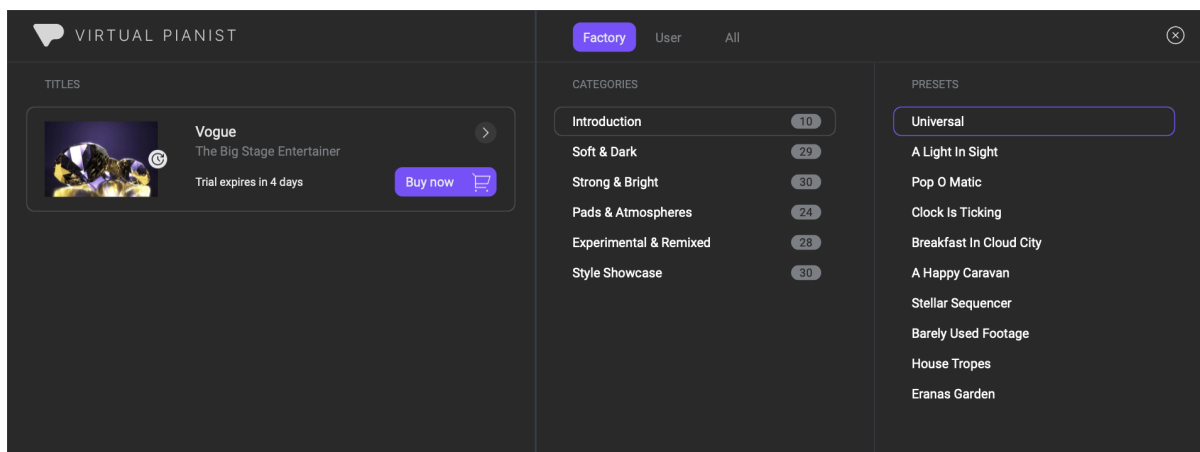 VIRTUAL PIANIST
Factory
User
All
TITLES
Vogue
The Big Stage Entertainer
Trial expires in 4 days
Buy now
CATEGORIES
Introduction 10
Soft & Dark 29
Strong & Bright 30
Pads & Atmospheres 24
Experimental & Remixed 28
Style Showcase 30
PRESETS
Universal
A Light In Sight
Pop O Matic
Clock Is Ticking
Breakfast In Cloud City
A Happy Caravan
Stellar Sequencer
Barely Used Footage
House Tropes
Eranas Garden